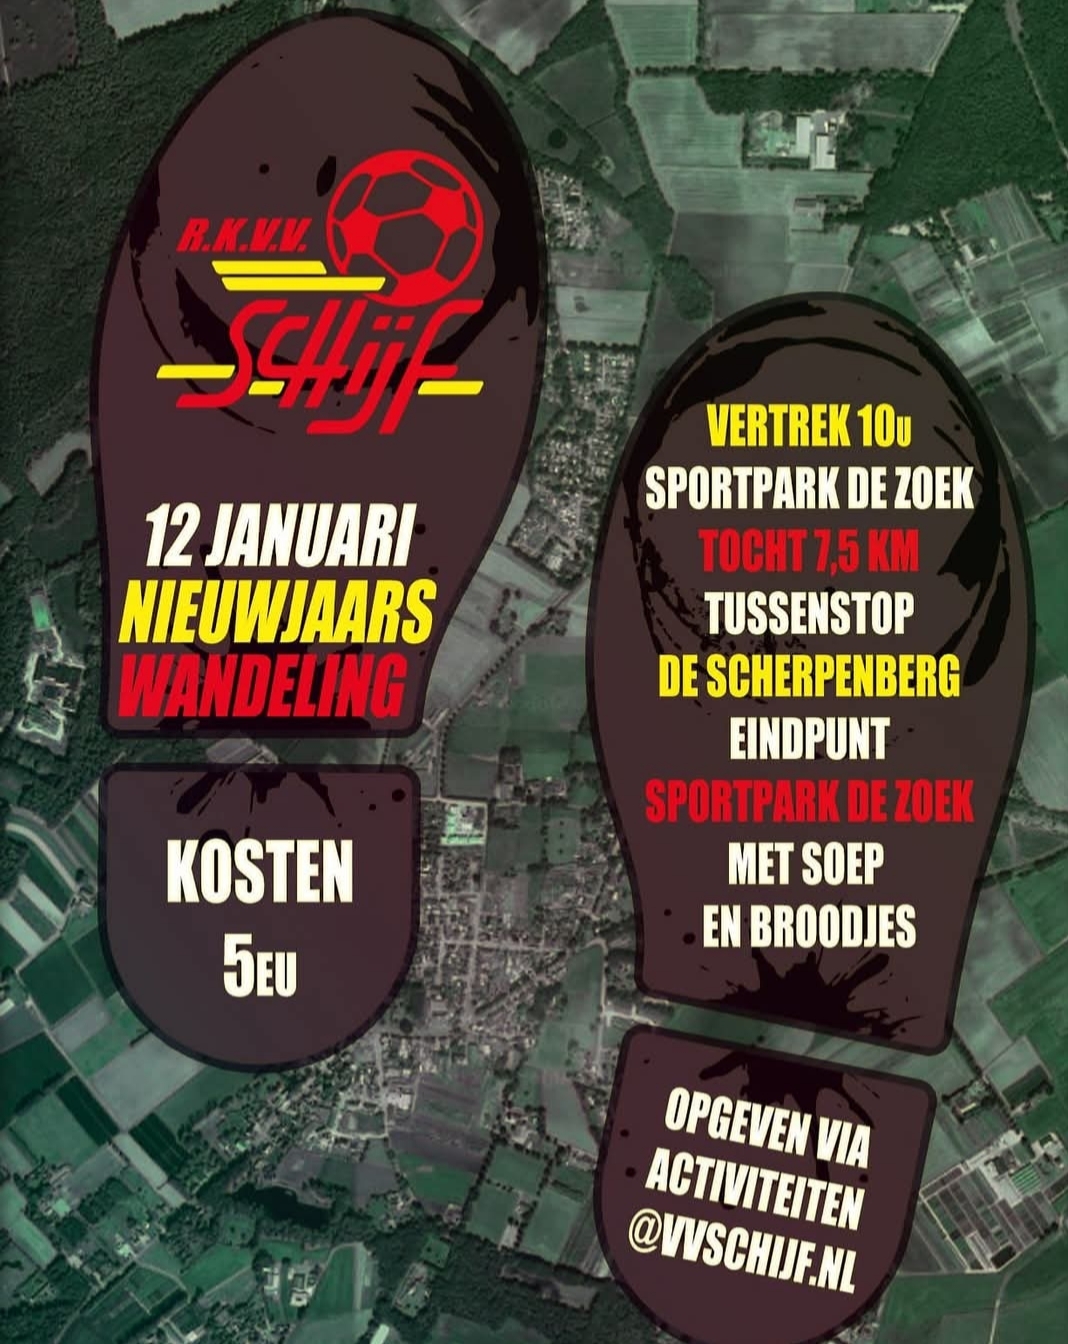 R.K.V.V.
Schijf
12 JANUARI
NIEUWJAARS
WANDELING
KOSTEN
5EU
VERTREK 10U
SPORTPARK DE ZOEK
TOCHT 7,5 KM
TUSSENSTOP
DE SCHERPENBERG
EINDPUNT
SPORTPARK DE ZOEK
MET SOEP
EN BROODJES
OPGEVEN VIA
ACTIVITEITEN
@VVSCHIJF.NL